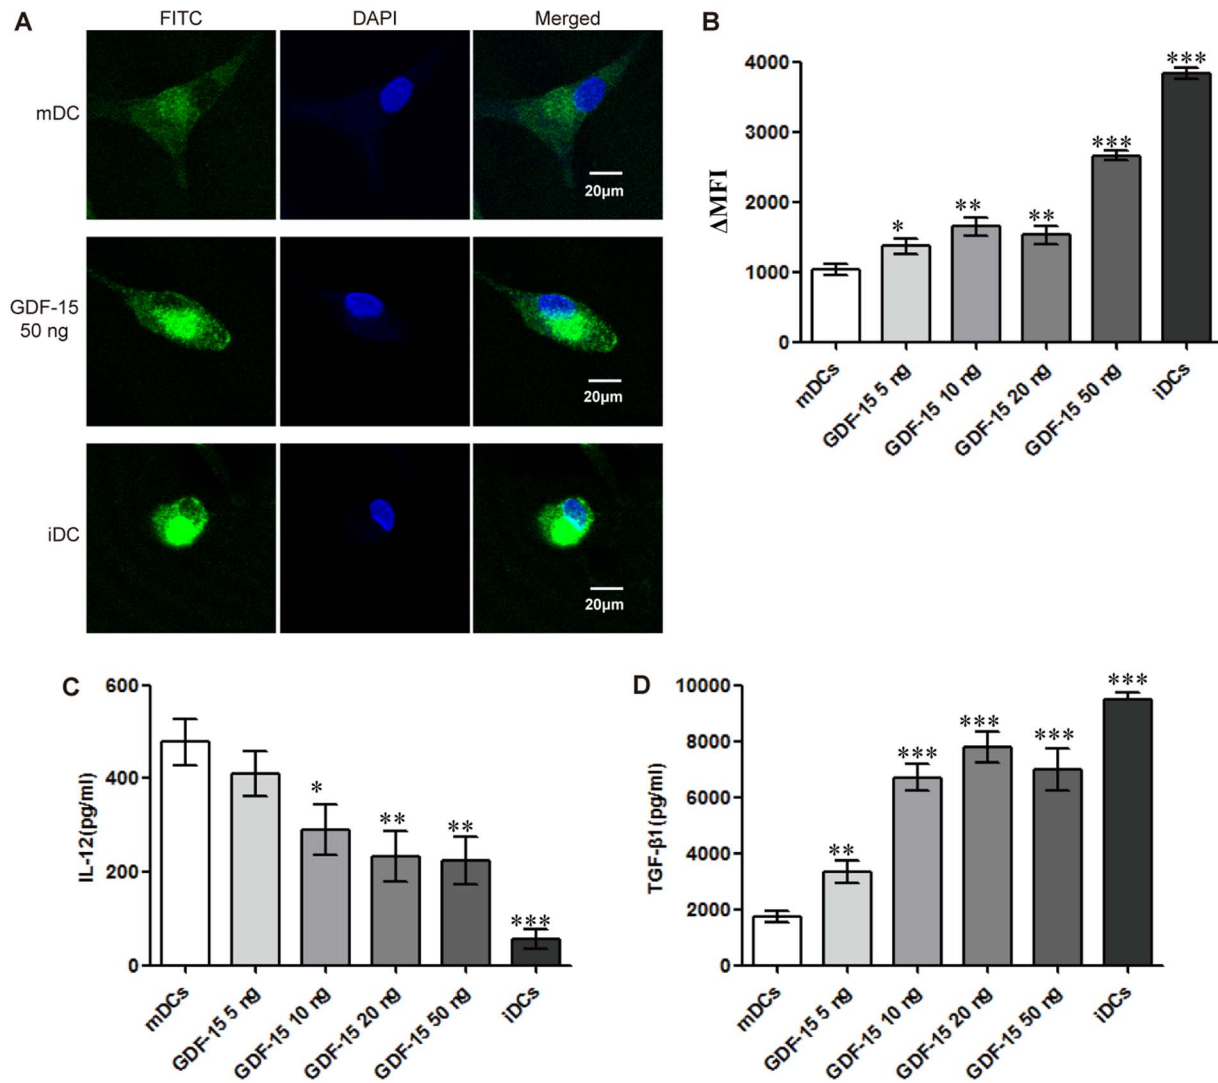 A
FITC
DAPI
Merged
mDC
20μm
GDF-15
50 ng
20μm
iDC
20μm
B
ΔMFI
4000
3000
2000
1000
0
*
**
**
***
***
mDCs
GDF-15 5 ng
GDF-15 10 ng
GDF-15 20 ng
GDF-15 50 ng
iDCs
C
IL-12(pg/ml)
600
400
200
0
*
**
**
***
mDCs
GDF-15 5 ng
GDF-15 10 ng
GDF-15 20 ng
GDF-15 50 ng
iDCs
D
TGF-β1(pg/ml)
10000
8000
6000
4000
2000
0
**
***
***
***
***
mDCs
GDF-15 5 ng
GDF-15 10 ng
GDF-15 20 ng
GDF-15 50 ng
iDCs